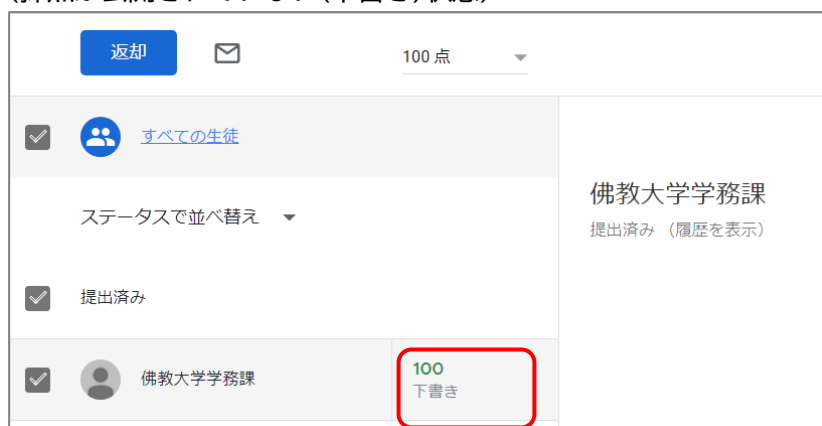 返却
100 点
すべての生徒
ステータスで並べ替え
佛教大学学務課
提出済み （履歴を表示）
提出済み
佛教大学学務課
100
下書き